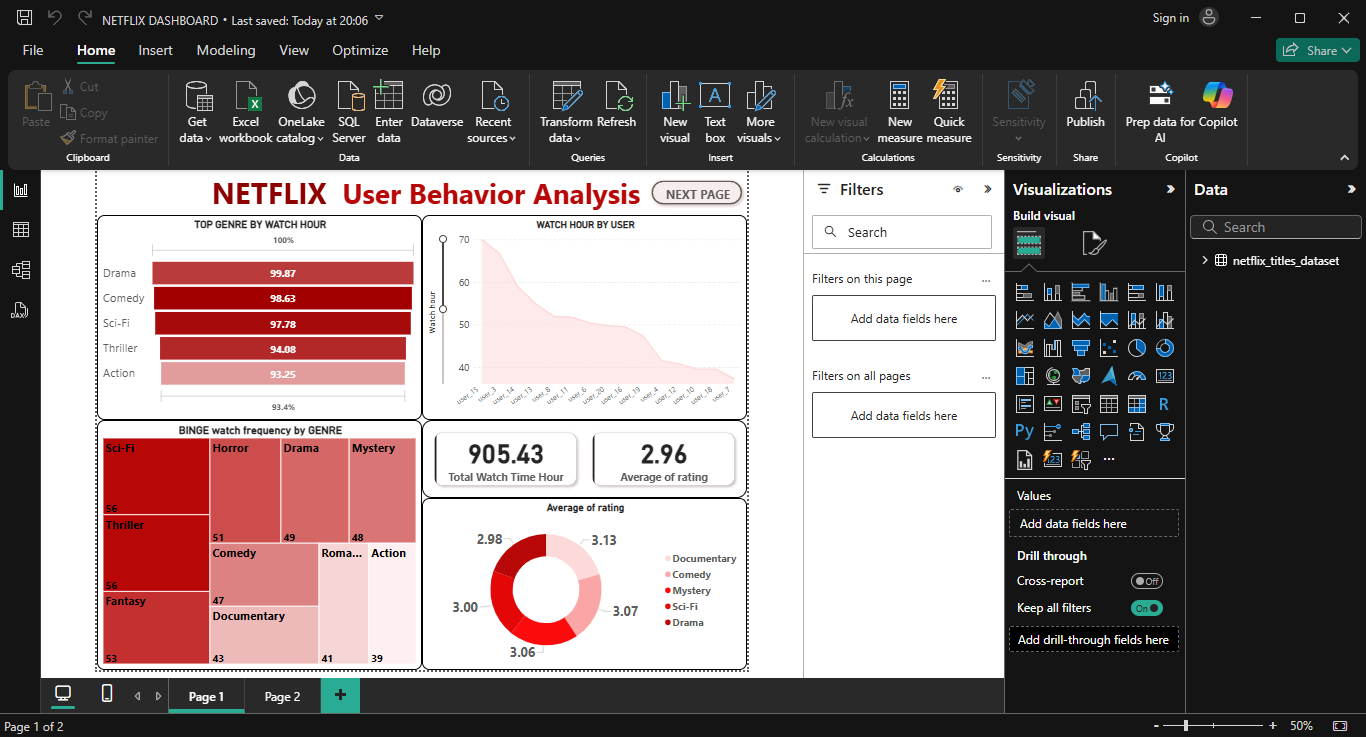 NETFLIX DASHBOARD • Last saved: Today at 20:06
Sign in
File Home Insert Modeling View Optimize Help
Share
Paste
Cut
Copy
Format painter
Clipboard
Get data
Excel workbook
OneLake catalog
SQL Server
Enter data
Dataverse
Recent sources
Data
Transform data
Refresh
Queries
New visual
Text box
More visuals
Insert
New visual calculation
New measure
Quick measure
Calculations
Sensitivity
Sensitivity
Publish
Share
Prep data for AI
Copilot
Copilot
NETFLIX User Behavior Analysis
NEXT PAGE
TOP GENRE BY WATCH HOUR
100%
Drama 99.87
Comedy 98.63
Sci-Fi 97.78
Thriller 94.08
Action 93.25
93.4%
WATCH HOUR BY USER
Watch hour
70
60
50
40
user_15 user_3 user_14 user_13 user_8 user_11 user_6 user_20 user_16 user_19 user_4 user_12 user_10 user_18 user_7
BINGE watch frequency by GENRE
Sci-Fi
56
Thriller
56
Fantasy
53
Horror
51
Drama
49
Mystery
48
Comedy
47
Documentary
43
Roma...
41
Action
39
905.43
Total Watch Time Hour
2.96
Average of rating
Average of rating
2.98
3.13
3.00
3.07
3.06
Documentary
Comedy
Mystery
Sci-Fi
Drama
Filters
Search
Filters on this page ...
Add data fields here
Filters on all pages ...
Add data fields here
Visualizations
Build visual
123
R
Py
123
...
Values
Add data fields here
Drill through
Cross-report Off
Keep all filters On
Add drill-through fields here
Data
Search
netflix_titles_dataset
DAX
A
Page 1
Page 2
+
Page 1 of 2
- + 50%